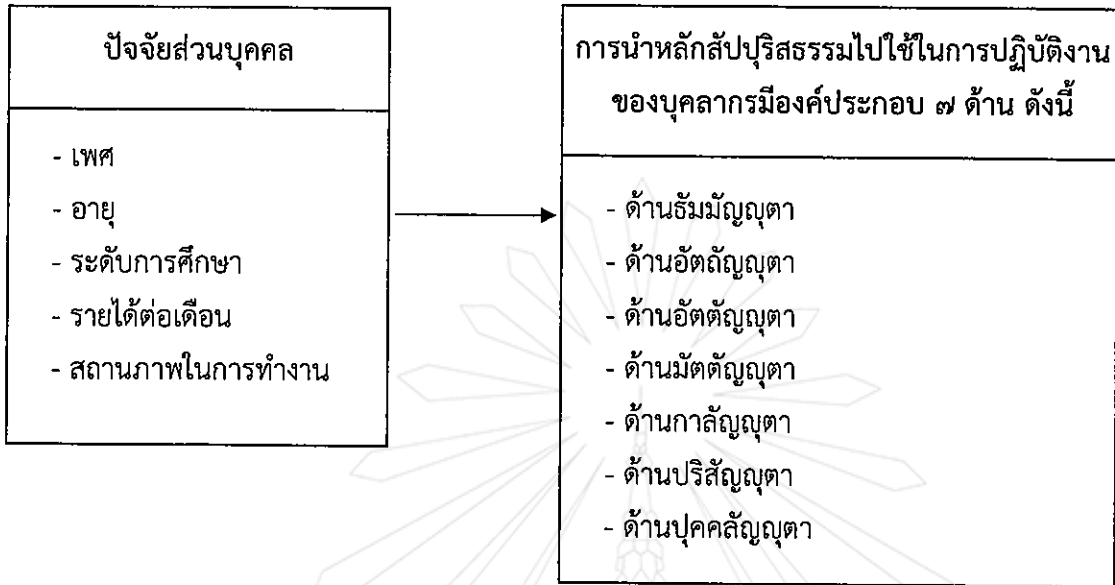 ปัจจัยส่วนบุคคล
- เพศ
- อายุ
- ระดับการศึกษา
- รายได้ต่อเดือน
- สถานภาพในการทำงาน
การนำหลักสัปปุริสธรรมไปใช้ในการปฏิบัติงาน
ของบุคลากรมีองค์ประกอบ ๗ ด้าน ดังนี้
- ด้านธัมมัญญุตา
- ด้านอัตถัญญุตา
- ด้านอัตตัญญุตา
- ด้านมัตตัญญุตา
- ด้านกาลัญญุตา
- ด้านปริสัญญุตา
- ด้านปุคคลัญญุตา